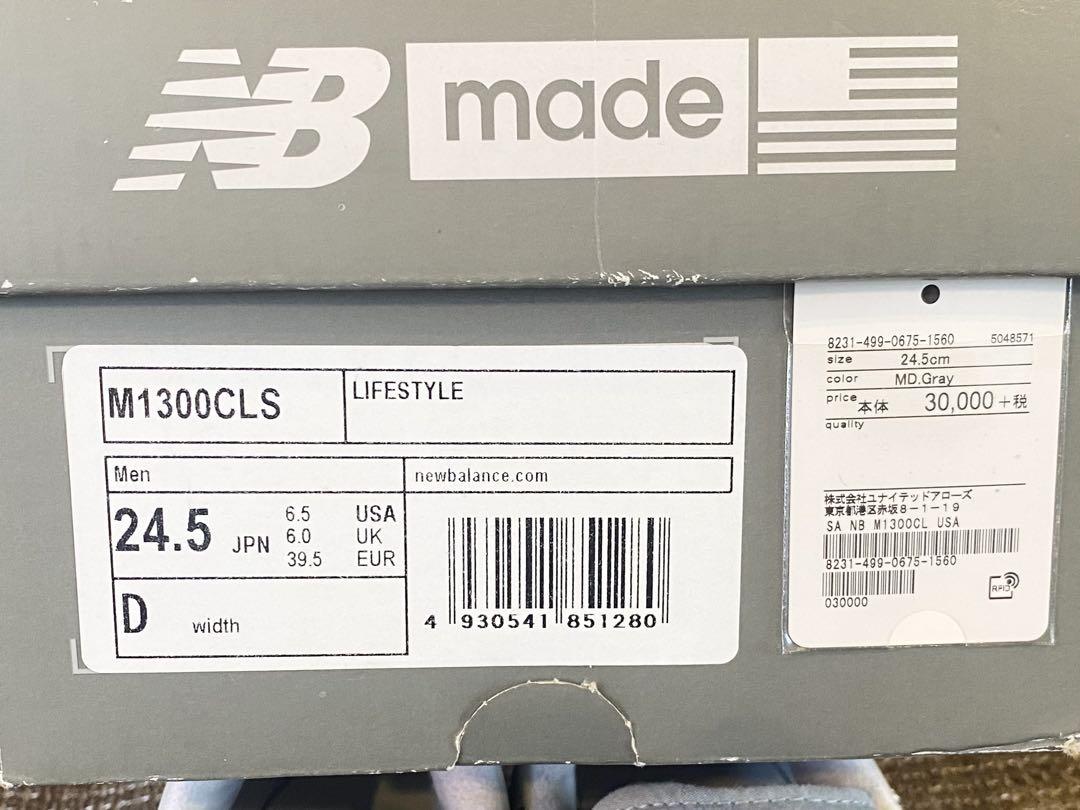 NB made
M1300CLS
LIFESTYLE
Men
newbalance.com
24.5 JPN
6.5 USA
6.0 UK
39.5 EUR
D width
4 930541 851280
8231-499-0675-1560 5048571
size 24.5cm
color MD.Gray
price 本体 30,000+税
quality
株式会社ユナイテッドアローズ
東京都港区赤坂8-1-19
SA NB M1300CL USA
8231-499-0675-1560
030000
RFID